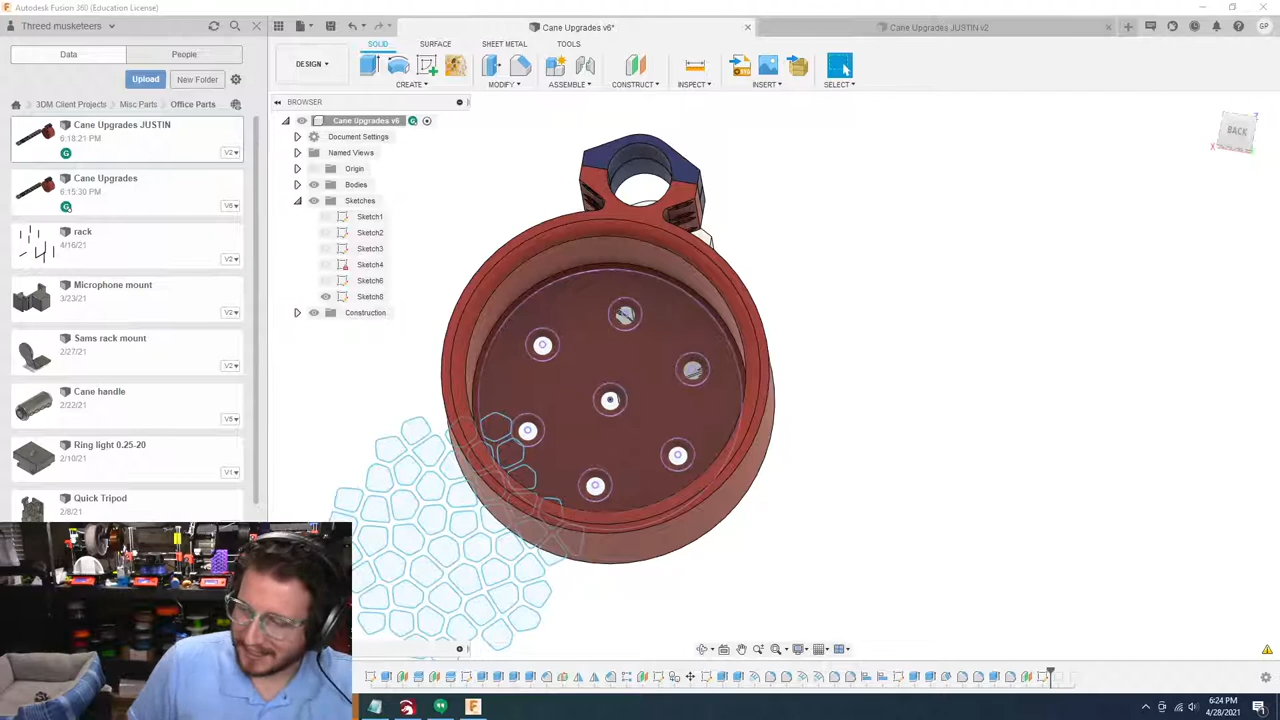 Autodesk Fusion 360 (Education License)
Threed musketeers
Cane Upgrades v6*
Cane Upgrades JUSTIN v2
GP
Data
People
SOLID
SURFACE
SHEET METAL
TOOLS
Upload
New Folder
DESIGN
CREATE
MODIFY
ASSEMBLE
CONSTRUCT
INSPECT
INSERT
SELECT
3DM Client Projects
Misc Parts
Office Parts
BROWSER
Cane Upgrades v6
Document Settings
Named Views
Origin
Bodies
Sketches
Sketch1
Sketch2
Sketch3
Sketch4
Sketch6
Sketch8
Construction
Cane Upgrades JUSTIN
6:18:21 PM
V2
Cane Upgrades
6:15:30 PM
V6
rack
4/16/21
V2
Microphone mount
3/23/21
V2
Sams rack mount
2/27/21
V2
Cane handle
2/22/21
V5
Ring light 0.25-20
2/10/21
V1
Quick Tripod
2/8/21
BACK
X
Z
6:24 PM
4/28/2021